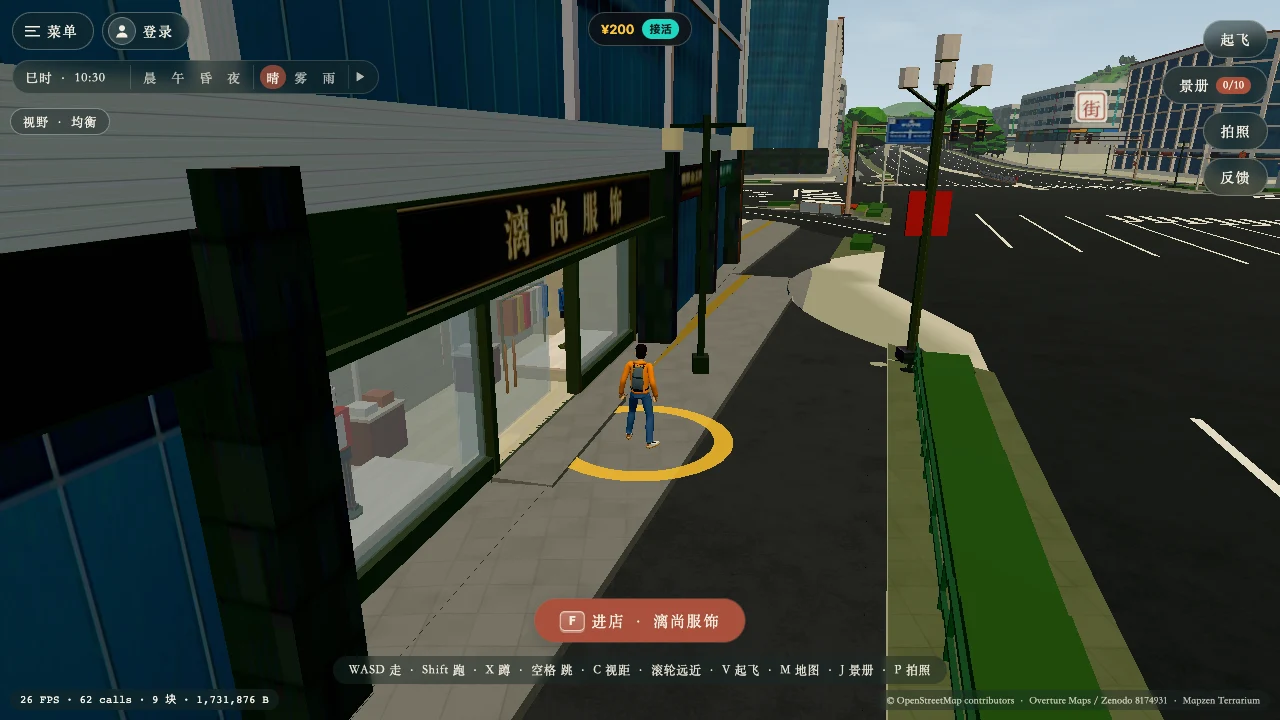 菜单
登录
¥200 接活
起飞
巳时 · 10:30 晨 午 昏 夜 晴 雾 雨
景册 0/10
街
视野 · 均衡
拍照
反馈
漓尚服饰
F 进店 · 漓尚服饰
WASD 走 · Shift 跑 · X 蹲 · 空格 跳 · C 视距 · 滚轮远近 · V 起飞 · M 地图 · J 景册 · P 拍照
26 FPS · 62 calls · 9 块 · 1,731,876 B
© OpenStreetMap contributors · Overture Maps / Zenodo 8174931 · Mapzen Terrarium